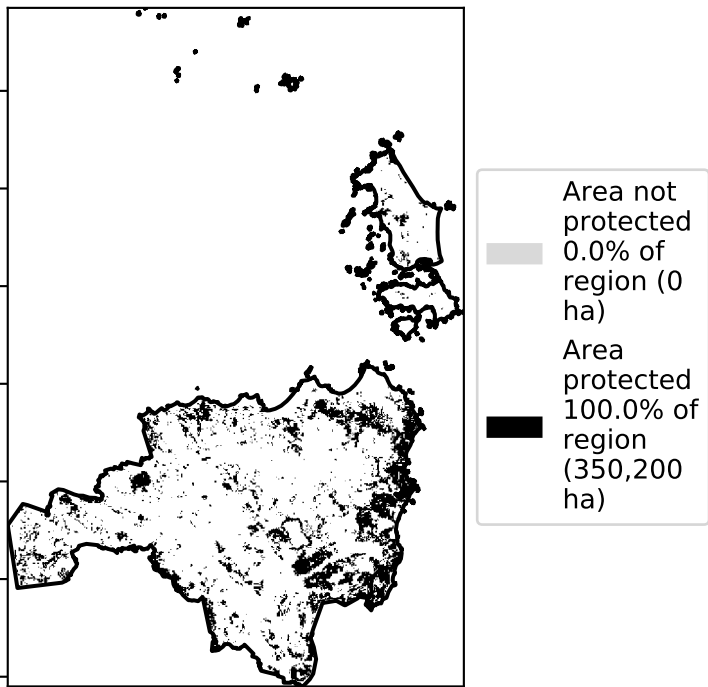 Area not
protected
0.0% of
region (0
ha)
Area
protected
100.0% of
region
(350,200
ha)